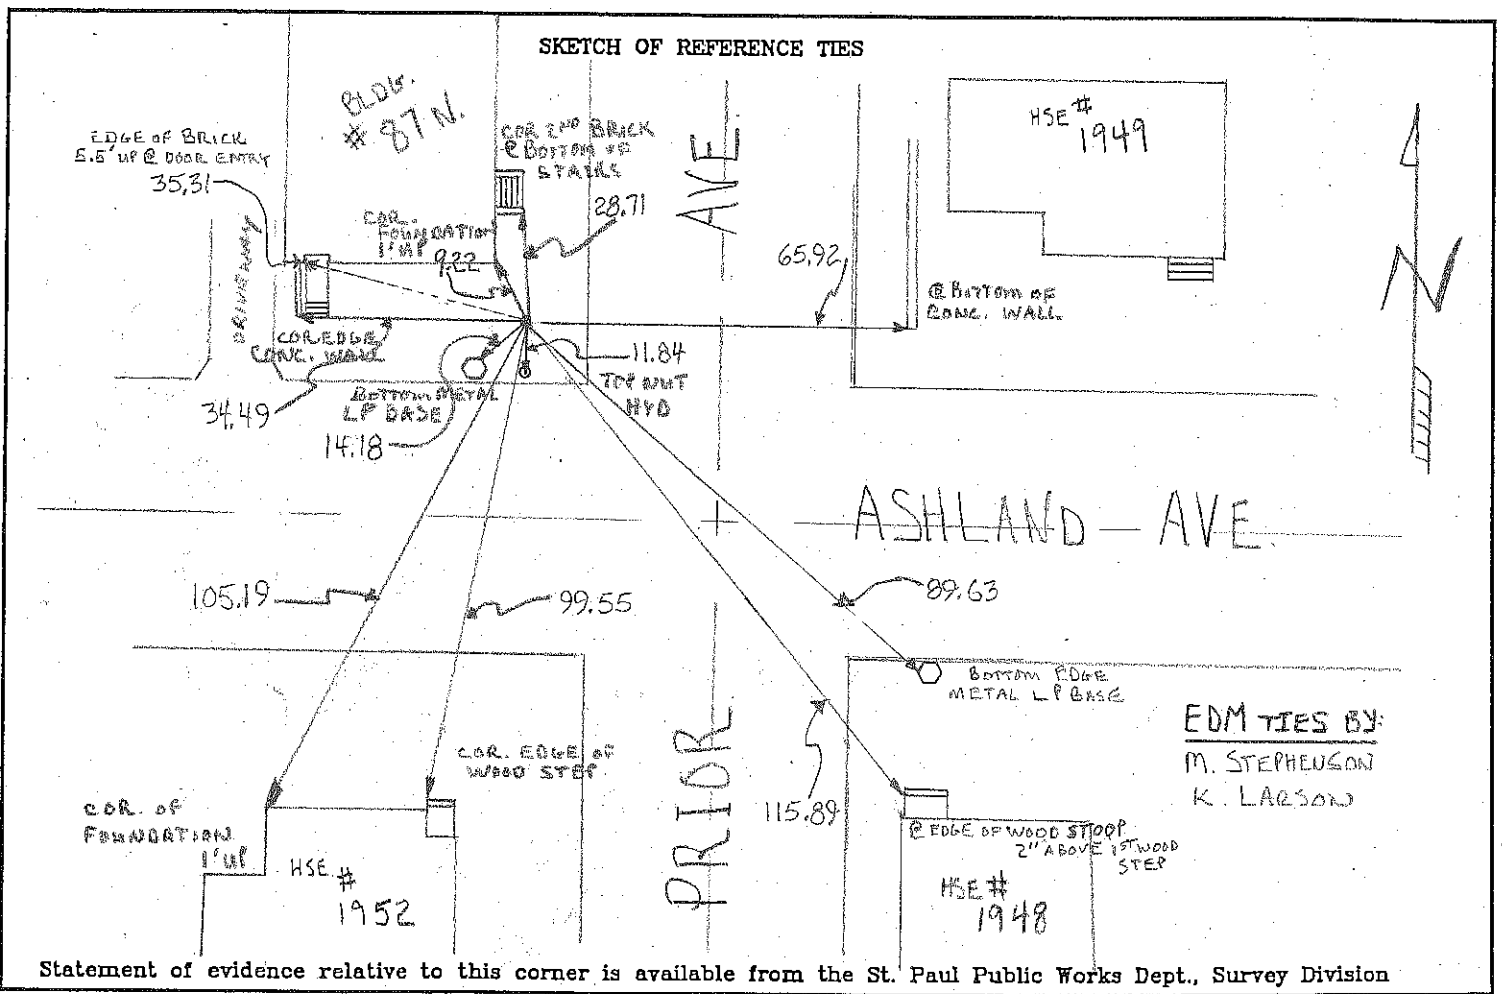 SKETCH OF REFERENCE TIES
BLDG.
# 87 N.
EDGE OF BRICK
5.5' UP @ DOOR ENTRY
35.31
COR 2ND BRICK
@ BOTTOM OF
STAIRS
28.71
AVE.
HSE #
1949
COR.
FOUNDATION
1' UP
9.22
65.92
DRIVEWAY
@ BOTTOM OF
CONC. WALL
N
COR EDGE
CONC. WALK
34.49
BOTTOM METAL
LP BASE
14.18
11.84
TOP NUT
HYD
ASHLAND AVE.
105.19
99.55
89.63
BOTTOM EDGE
METAL LP BASE
EDM TIES BY:
M. STEPHENSON
K. LARSON
COR. EDGE OF
WOOD STEP
PRIOR
115.89
COR. OF
FOUNDATION
1' UP
HSE #
1952
@ EDGE OF WOOD STOOP
2" ABOVE 1ST WOOD
STEP
HSE #
1948
Statement of evidence relative to this corner is available from the St. Paul Public Works Dept., Survey Division